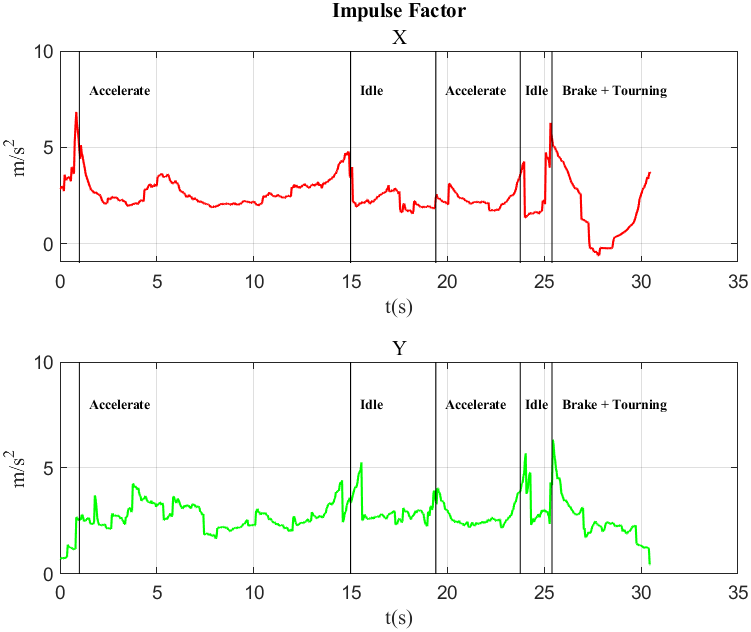 Impulse Factor
X
10
5
0
m/s²
Accelerate
Idle
Accelerate
Idle
Brake + Tourning
0 5 10 15 20 25 30 35
t(s)
Y
10
5
0
m/s²
Accelerate
Idle
Accelerate
Idle
Brake + Tourning
0 5 10 15 20 25 30 35
t(s)